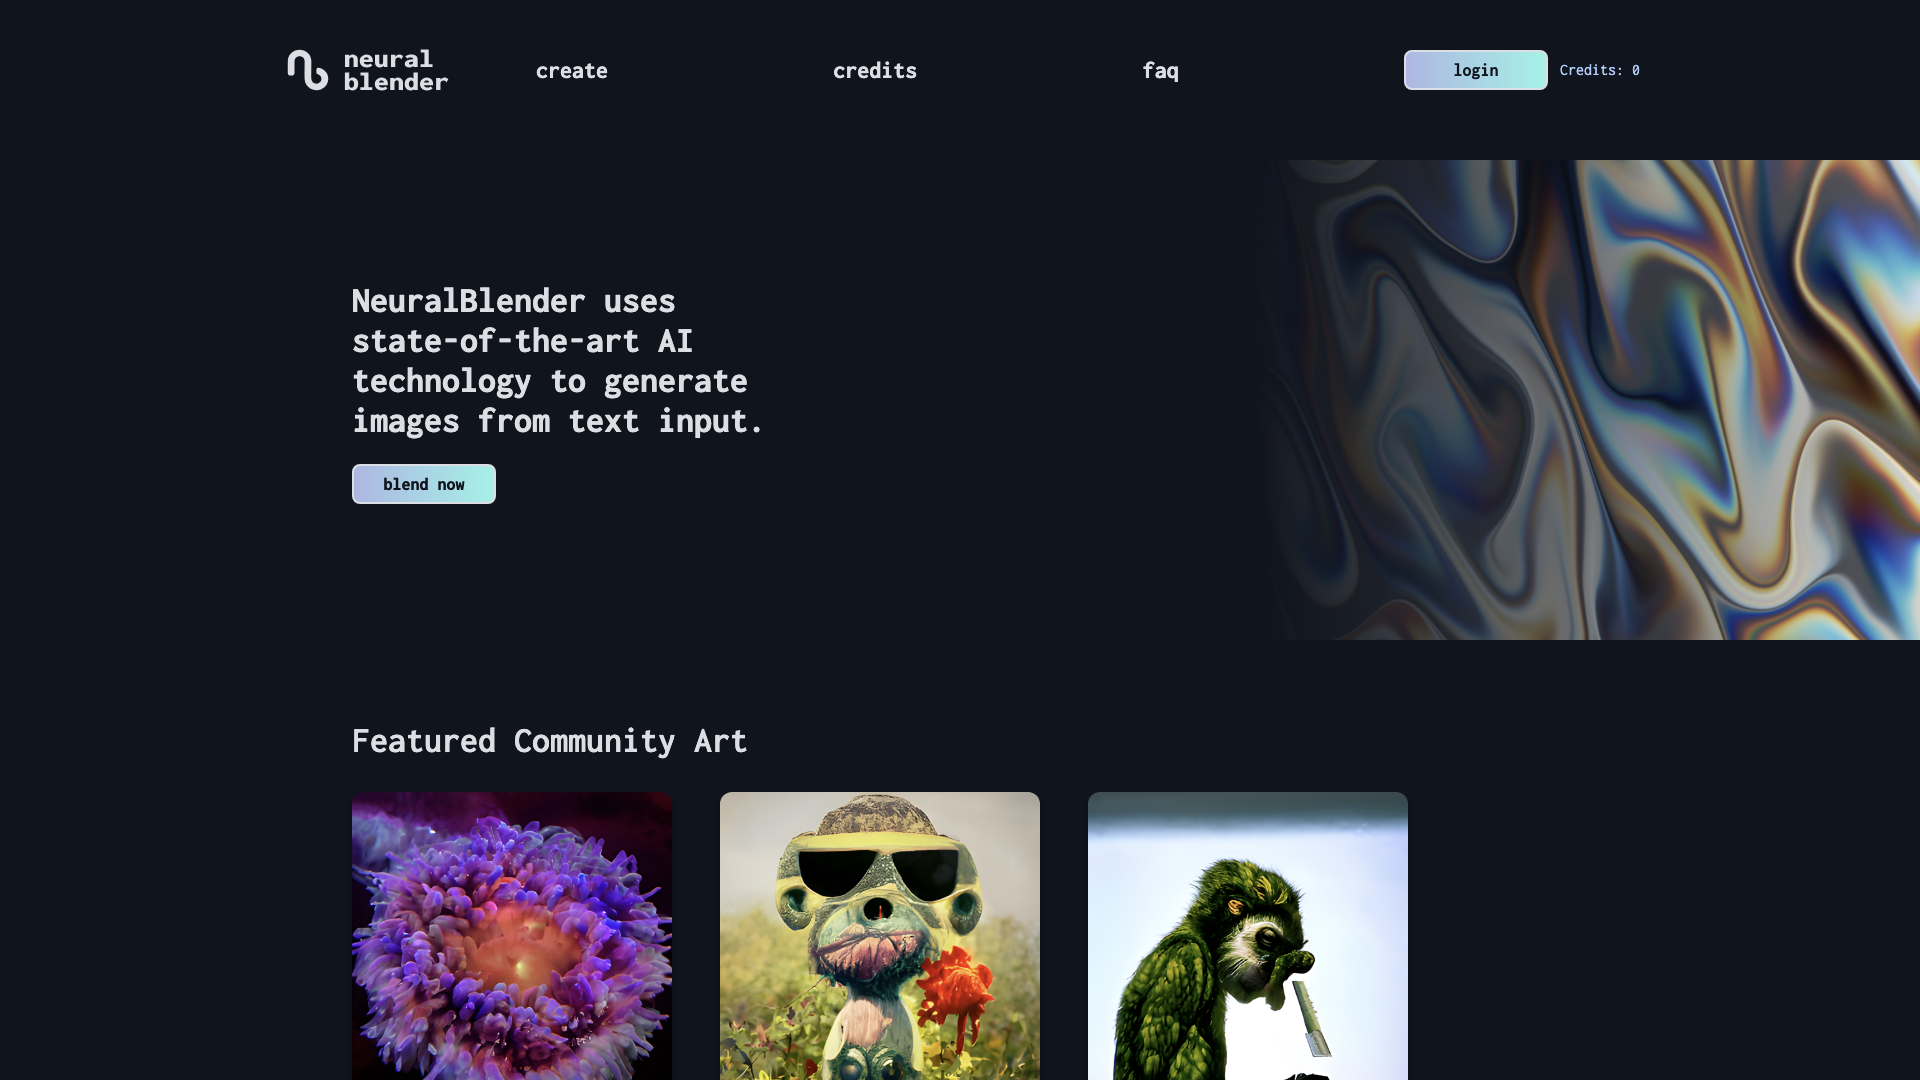 neural
blender
create
credits
faq
login
Credits: 0
NeuralBlender uses
state-of-the-art AI
technology to generate
images from text input.
blend now
Featured Community Art